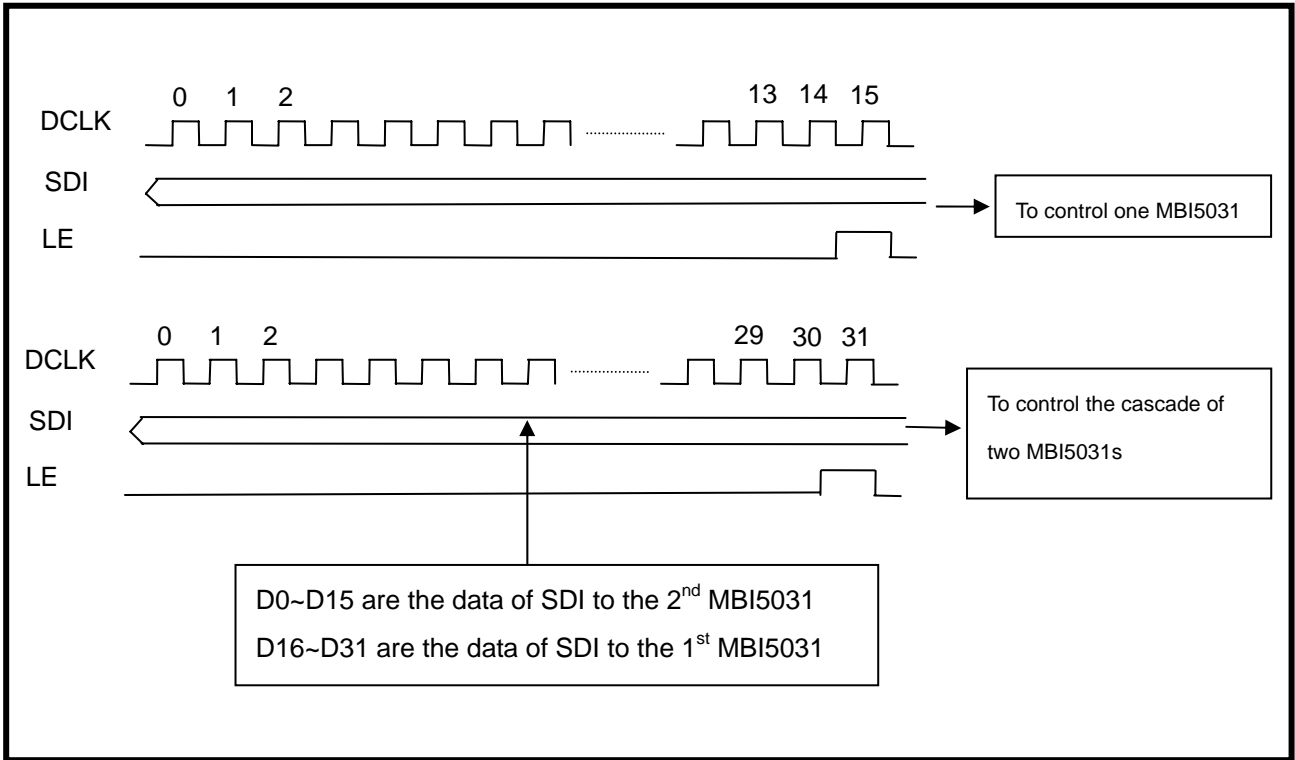 0 1 2 13 14 15
DCLK
SDI
To control one MBI5031
LE
0 1 2 29 30 31
DCLK
SDI
To control the cascade of
two MBI5031s
LE
D0~D15 are the data of SDI to the 2nd MBI5031
D16~D31 are the data of SDI to the 1st MBI5031